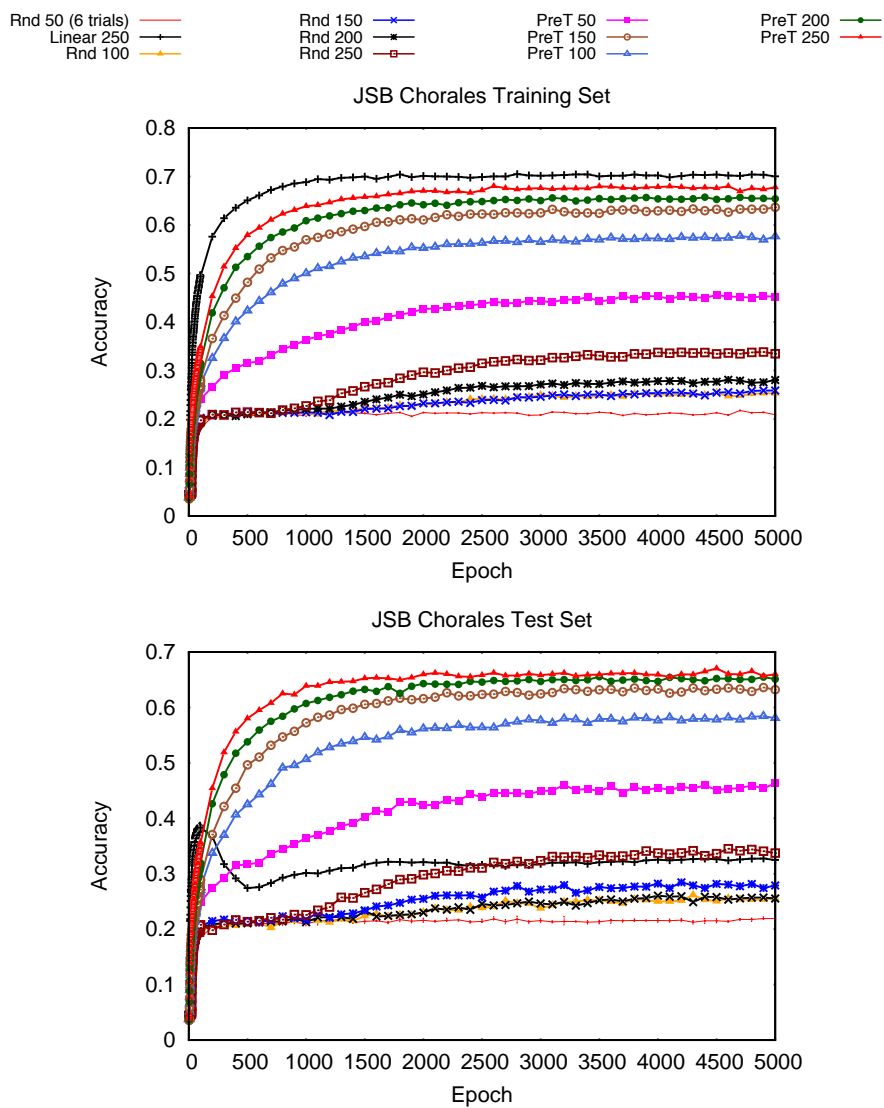 Rnd 50 (6 trials) Rnd 150 PreT 50 PreT 200
Linear 250 Rnd 200 PreT 150 PreT 250
Rnd 100 Rnd 250 PreT 100
JSB Chorales Training Set
0.8
0.7
0.6
0.5
0.4
0.3
0.2
0.1
0
Accuracy
0 500 1000 1500 2000 2500 3000 3500 4000 4500 5000
Epoch
JSB Chorales Test Set
0.7
0.6
0.5
0.4
0.3
0.2
0.1
0
Accuracy
0 500 1000 1500 2000 2500 3000 3500 4000 4500 5000
Epoch